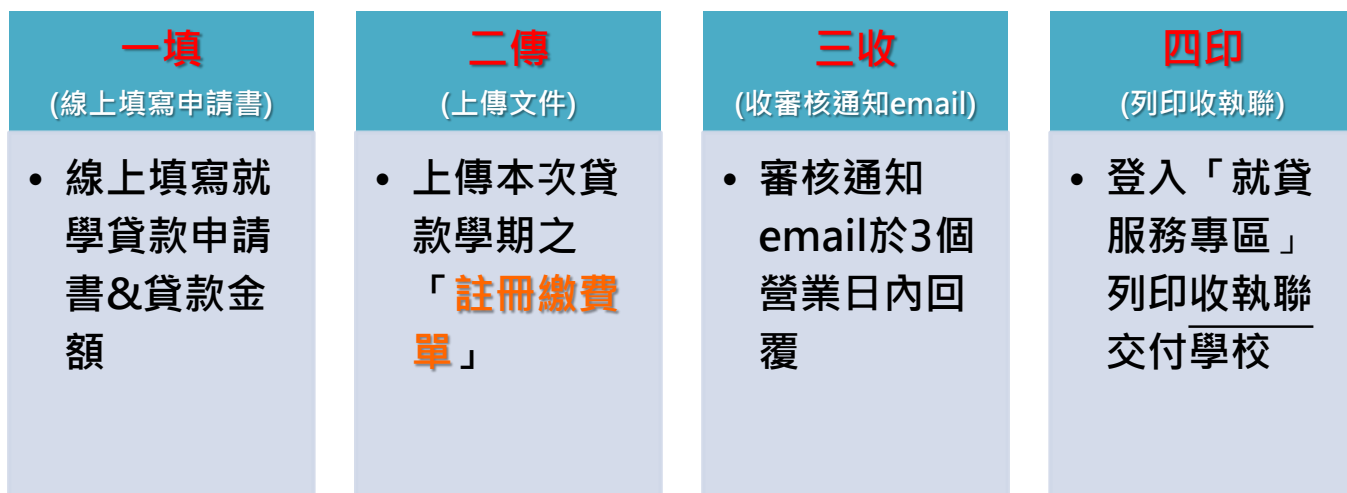 一填
(線上填寫申請書)
• 線上填寫就
學貸款申請
書&貸款金
額
二傳
(上傳文件)
• 上傳本次貸
款學期之
「註冊繳費
單」
三收
(收審核通知email)
• 審核通知
email於3個
營業日內回
覆
四印
(列印收執聯)
• 登入「就貸
服務專區」
列印收執聯
交付學校